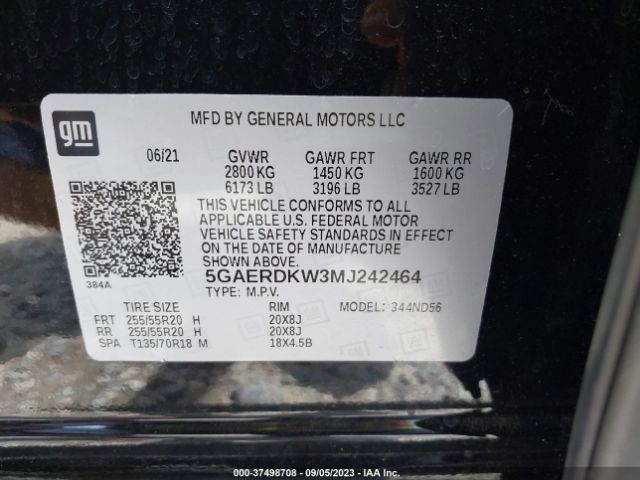 gm
MFD BY GENERAL MOTORS LLC
06/21 GVWR GAWR FRT GAWR RR
2800 KG 1450 KG 1600 KG
6173 LB 3196 LB 3527 LB
THIS VEHICLE CONFORMS TO ALL
APPLICABLE U.S. FEDERAL MOTOR
VEHICLE SAFETY STANDARDS IN EFFECT
ON THE DATE OF MANUFACTURE
SHOWN ABOVE.
384A 5GAERDKW3MJ242464
TYPE: M.P.V.
TIRE SIZE RIM MODEL: 344ND56
FRT 255/55R20 H 20X8J
RR 255/55R20 H 20X8J
SPA T135/70R18 M 18X4.5B
000-37498708 - 09/05/2023 - IAA Inc.